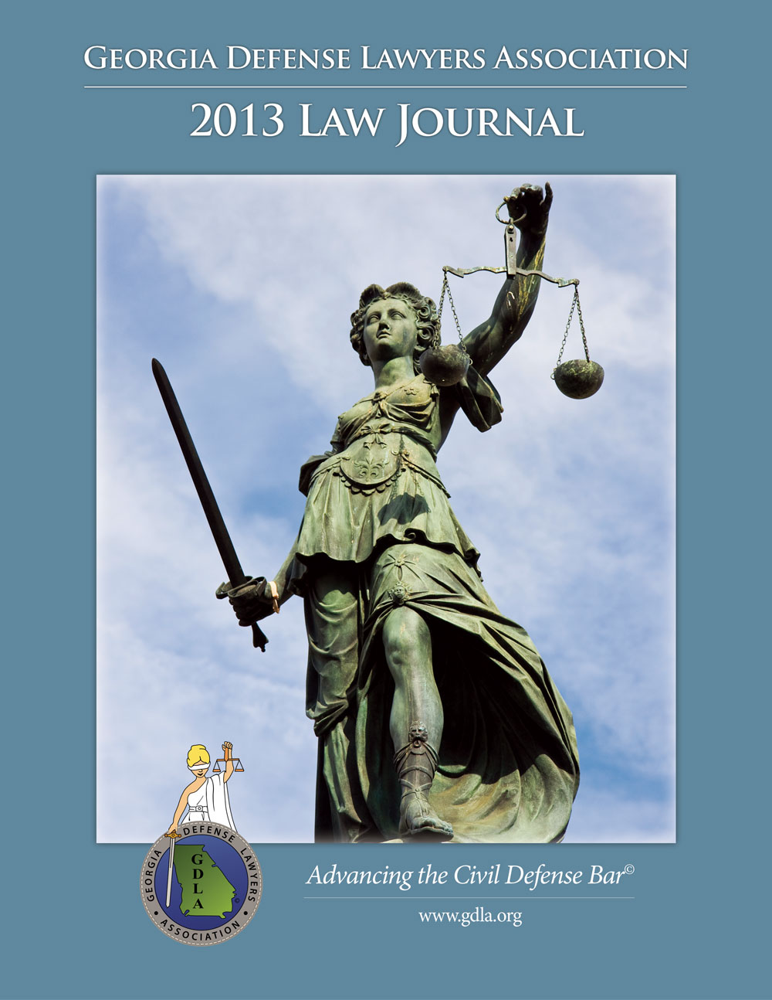 GEORGIA DEFENSE LAWYERS ASSOCIATION
2013 LAW JOURNAL
GEORGIA DEFENSE LAWYERS
• ASSOCIATION •
G
D
L
A
©
Advancing the Civil Defense Bar©
www.gdla.org